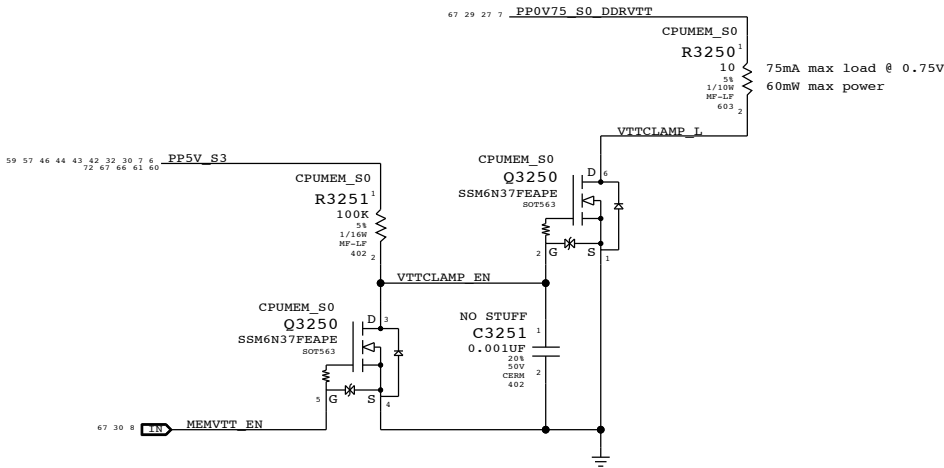 67 29 27 7 PP0V75_S0_DDRVTT
CPUMEM_S0
R3250
1
10
5%
1/10W
MF-LF
603
2
75mA max load @ 0.75V
60mW max power
VTTCLAMP_L
59 57 46 44 43 42 32 30 7 6
72 67 66 61 60
PP5V_S3
CPUMEM_S0
R3251
1
100K
5%
1/16W
MF-LF
402
2
CPUMEM_S0
Q3250
SSM6N37FEAPE
SOT563
D 6
2 G S 1
VTTCLAMP_EN
CPUMEM_S0
Q3250
SSM6N37FEAPE
SOT563
D 3
5 G S 4
NO STUFF
C3251
1
0.001UF
20%
50V
CERM
402
2
67 30 8 IN MEMVTT_EN